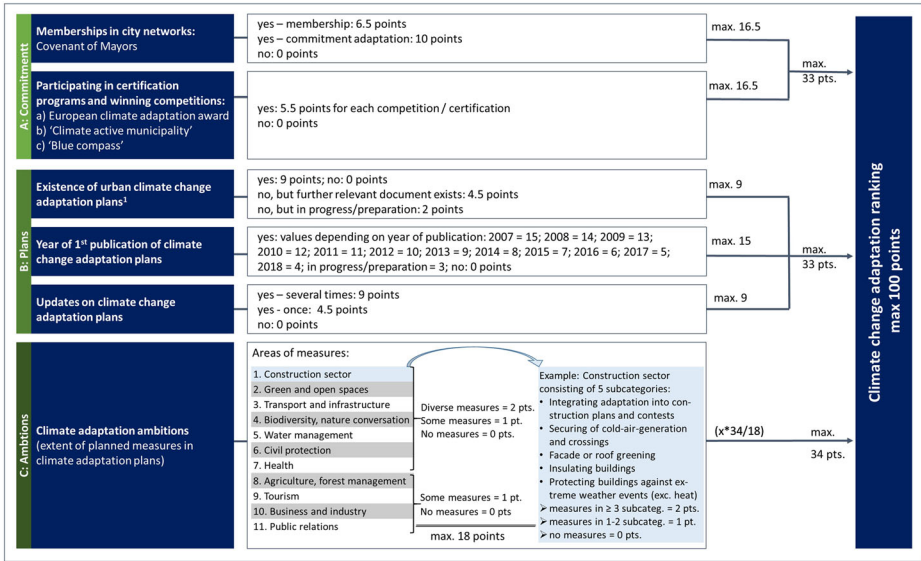 A: Commitmentt
Memberships in city networks:
Covenant of Mayors
yes – membership: 6.5 points
yes – commitment adaptation: 10 points
no: 0 points
max. 16.5
Participating in certification
programs and winning competitions:
a) European climate adaptation award
b) ‘Climate active municipality’
c) ‘Blue compass’
yes: 5.5 points for each competition / certification
no: 0 points
max. 16.5
max.
33 pts.
B: Plans
Existence of urban climate change
adaptation plans¹
yes: 9 points; no: 0 points
no, but further relevant document exists: 4.5 points
no, but in progress/preparation: 2 points
max. 9
Year of 1st publication of climate
change adaptation plans
yes: values depending on year of publication: 2007 = 15; 2008 = 14; 2009 = 13;
2010 = 12; 2011 = 11; 2012 = 10; 2013 = 9; 2014 = 8; 2015 = 7; 2016 = 6; 2017 = 5;
2018 = 4; in progress/preparation = 3; no: 0 points
max. 15
Updates on climate change
adaptation plans
yes – several times: 9 points
yes - once: 4.5 points
no: 0 points
max. 9
max.
33 pts.
C: Ambtions
Climate adaptation ambitions
(extent of planned measures in
climate adaptation plans)
Areas of measures:
1. Construction sector
2. Green and open spaces
3. Transport and infrastructure
4. Biodiversity, nature conversation
5. Water management
6. Civil protection
7. Health
8. Agriculture, forest management
9. Tourism
10. Business and industry
11. Public relations
Diverse measures = 2 pts.
Some measures = 1 pt.
No measures = 0 pts.
Some measures = 1 pt.
No measures = 0 pts
max. 18 points
Example: Construction sector
consisting of 5 subcategories:
• Integrating adaptation into con-
struction plans and contests
• Securing of cold-air-generation
and crossings
• Facade or roof greening
• Insulating buildings
• Protecting buildings against ex-
treme weather events (exc. heat)
➢ measures in ≥ 3 subcateg. = 2 pts.
➢ measures in 1-2 subcateg. = 1 pt.
➢ no measures = 0 pts.
(x*34/18)
max.
34 pts.
Climate change adaptation ranking
max 100 points